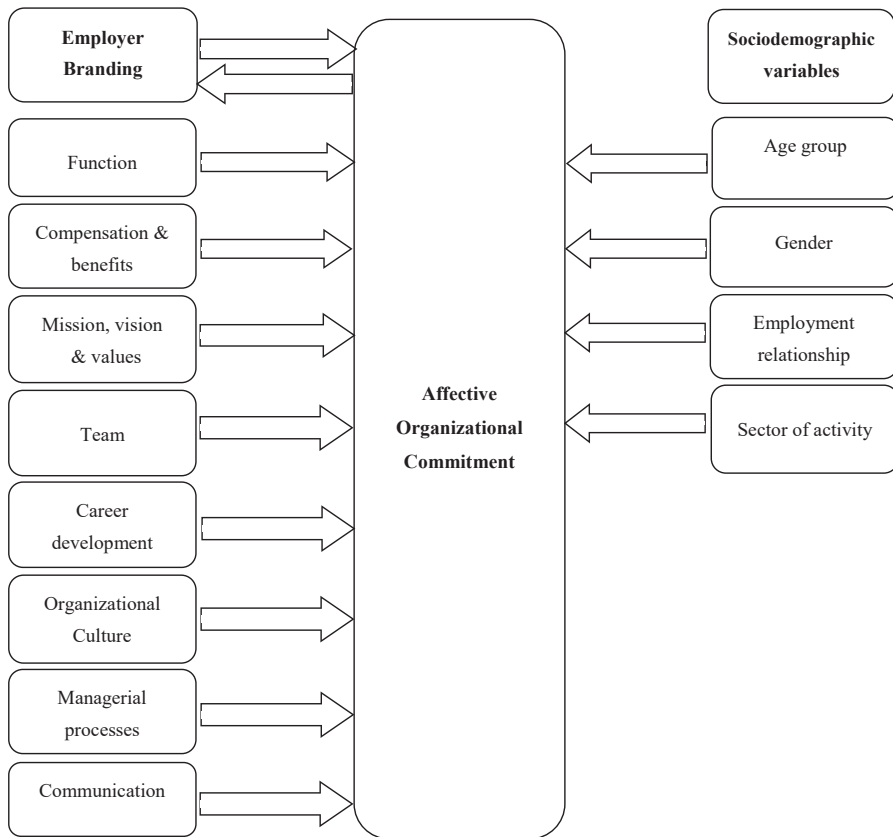 Employer
Branding
Function
Compensation &
benefits
Mission, vision
& values
Team
Career
development
Organizational
Culture
Managerial
processes
Communication
Affective
Organizational
Commitment
Sociodemographic
variables
Age group
Gender
Employment
relationship
Sector of activity